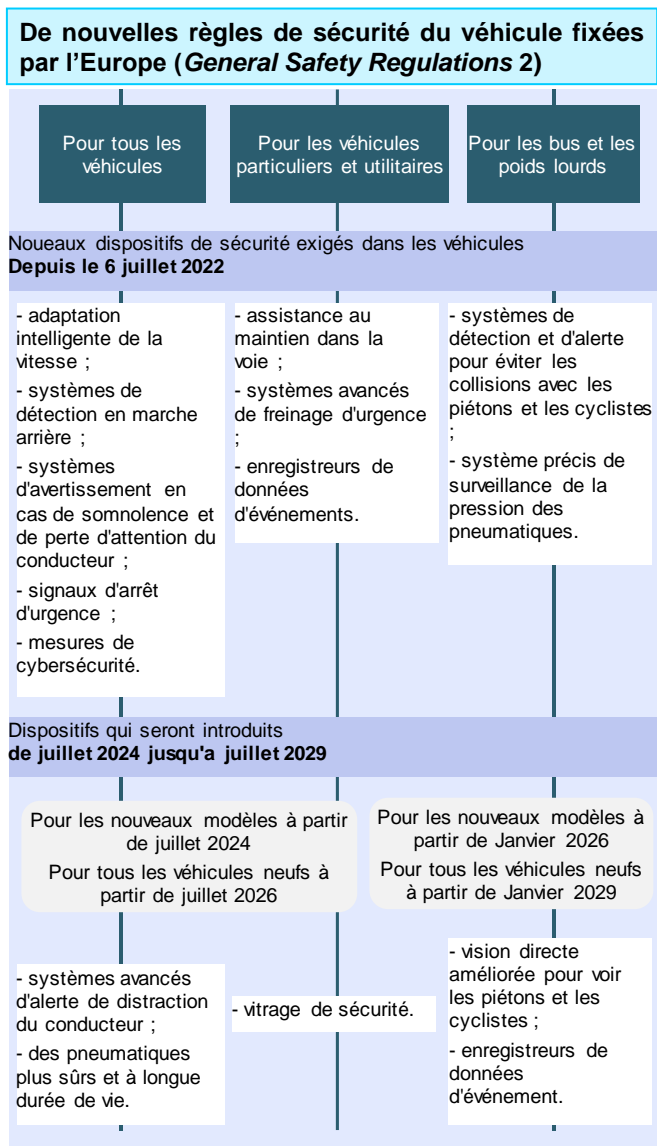 De nouvelles règles de sécurité du véhicule fixées
par l’Europe (General Safety Regulations 2)
Pour tous les
véhicules
Pour les véhicules
particuliers et utilitaires
Pour les bus et les
poids lourds
Noueaux dispositifs de sécurité exigés dans les véhicules
Depuis le 6 juillet 2022
- adaptation
intelligente de la
vitesse ;
- systèmes de
détection en marche
arrière ;
- systèmes
d'avertissement en
cas de somnolence et
de perte d'attention du
conducteur ;
- signaux d'arrêt
d'urgence ;
- mesures de
cybersécurité.
- assistance au
maintien dans la
voie ;
- systèmes avancés
de freinage d'urgence
;
- enregistreurs de
données
d'événements.
- systèmes de
détection et d'alerte
pour éviter les
collisions avec les
piétons et les cyclistes
;
- système précis de
surveillance de la
pression des
pneumatiques.
Dispositifs qui seront introduits
de juillet 2024 jusqu'a juillet 2029
Pour les nouveaux modèles à partir
de juillet 2024
Pour tous les véhicules neufs à
partir de juillet 2026
Pour les nouveaux modèles à
partir de Janvier 2026
Pour tous les véhicules neufs
à partir de Janvier 2029
- systèmes avancés
d'alerte de distraction
du conducteur ;
- des pneumatiques
plus sûrs et à longue
durée de vie.
- vitrage de sécurité.
- vision directe
améliorée pour voir
les piétons et les
cyclistes ;
- enregistreurs de
données
d'événement.